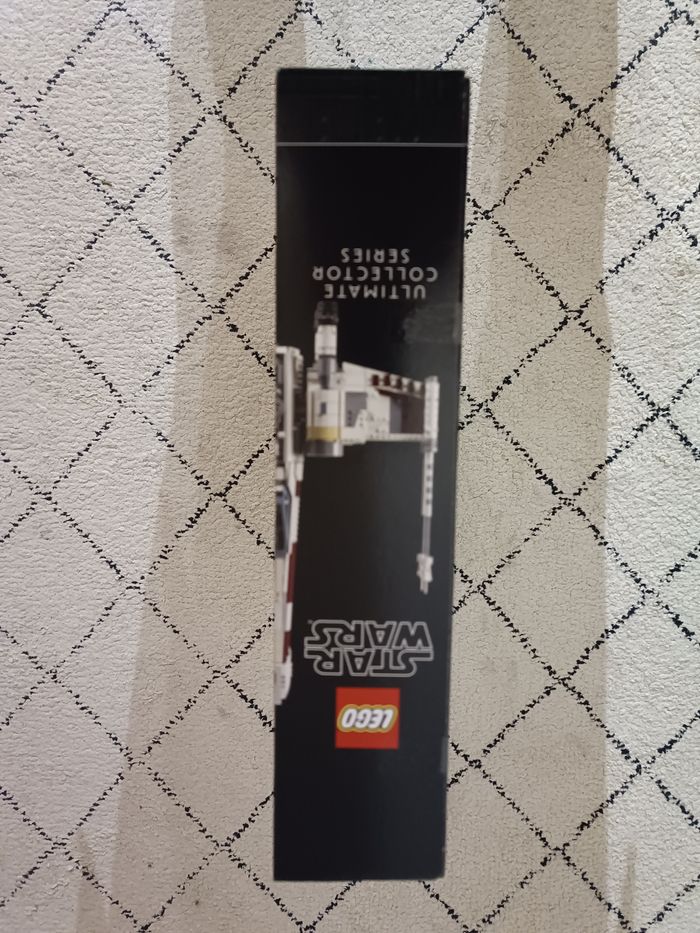 LEGO
STAR
WARS
ULTIMATE
COLLECTOR
SERIES